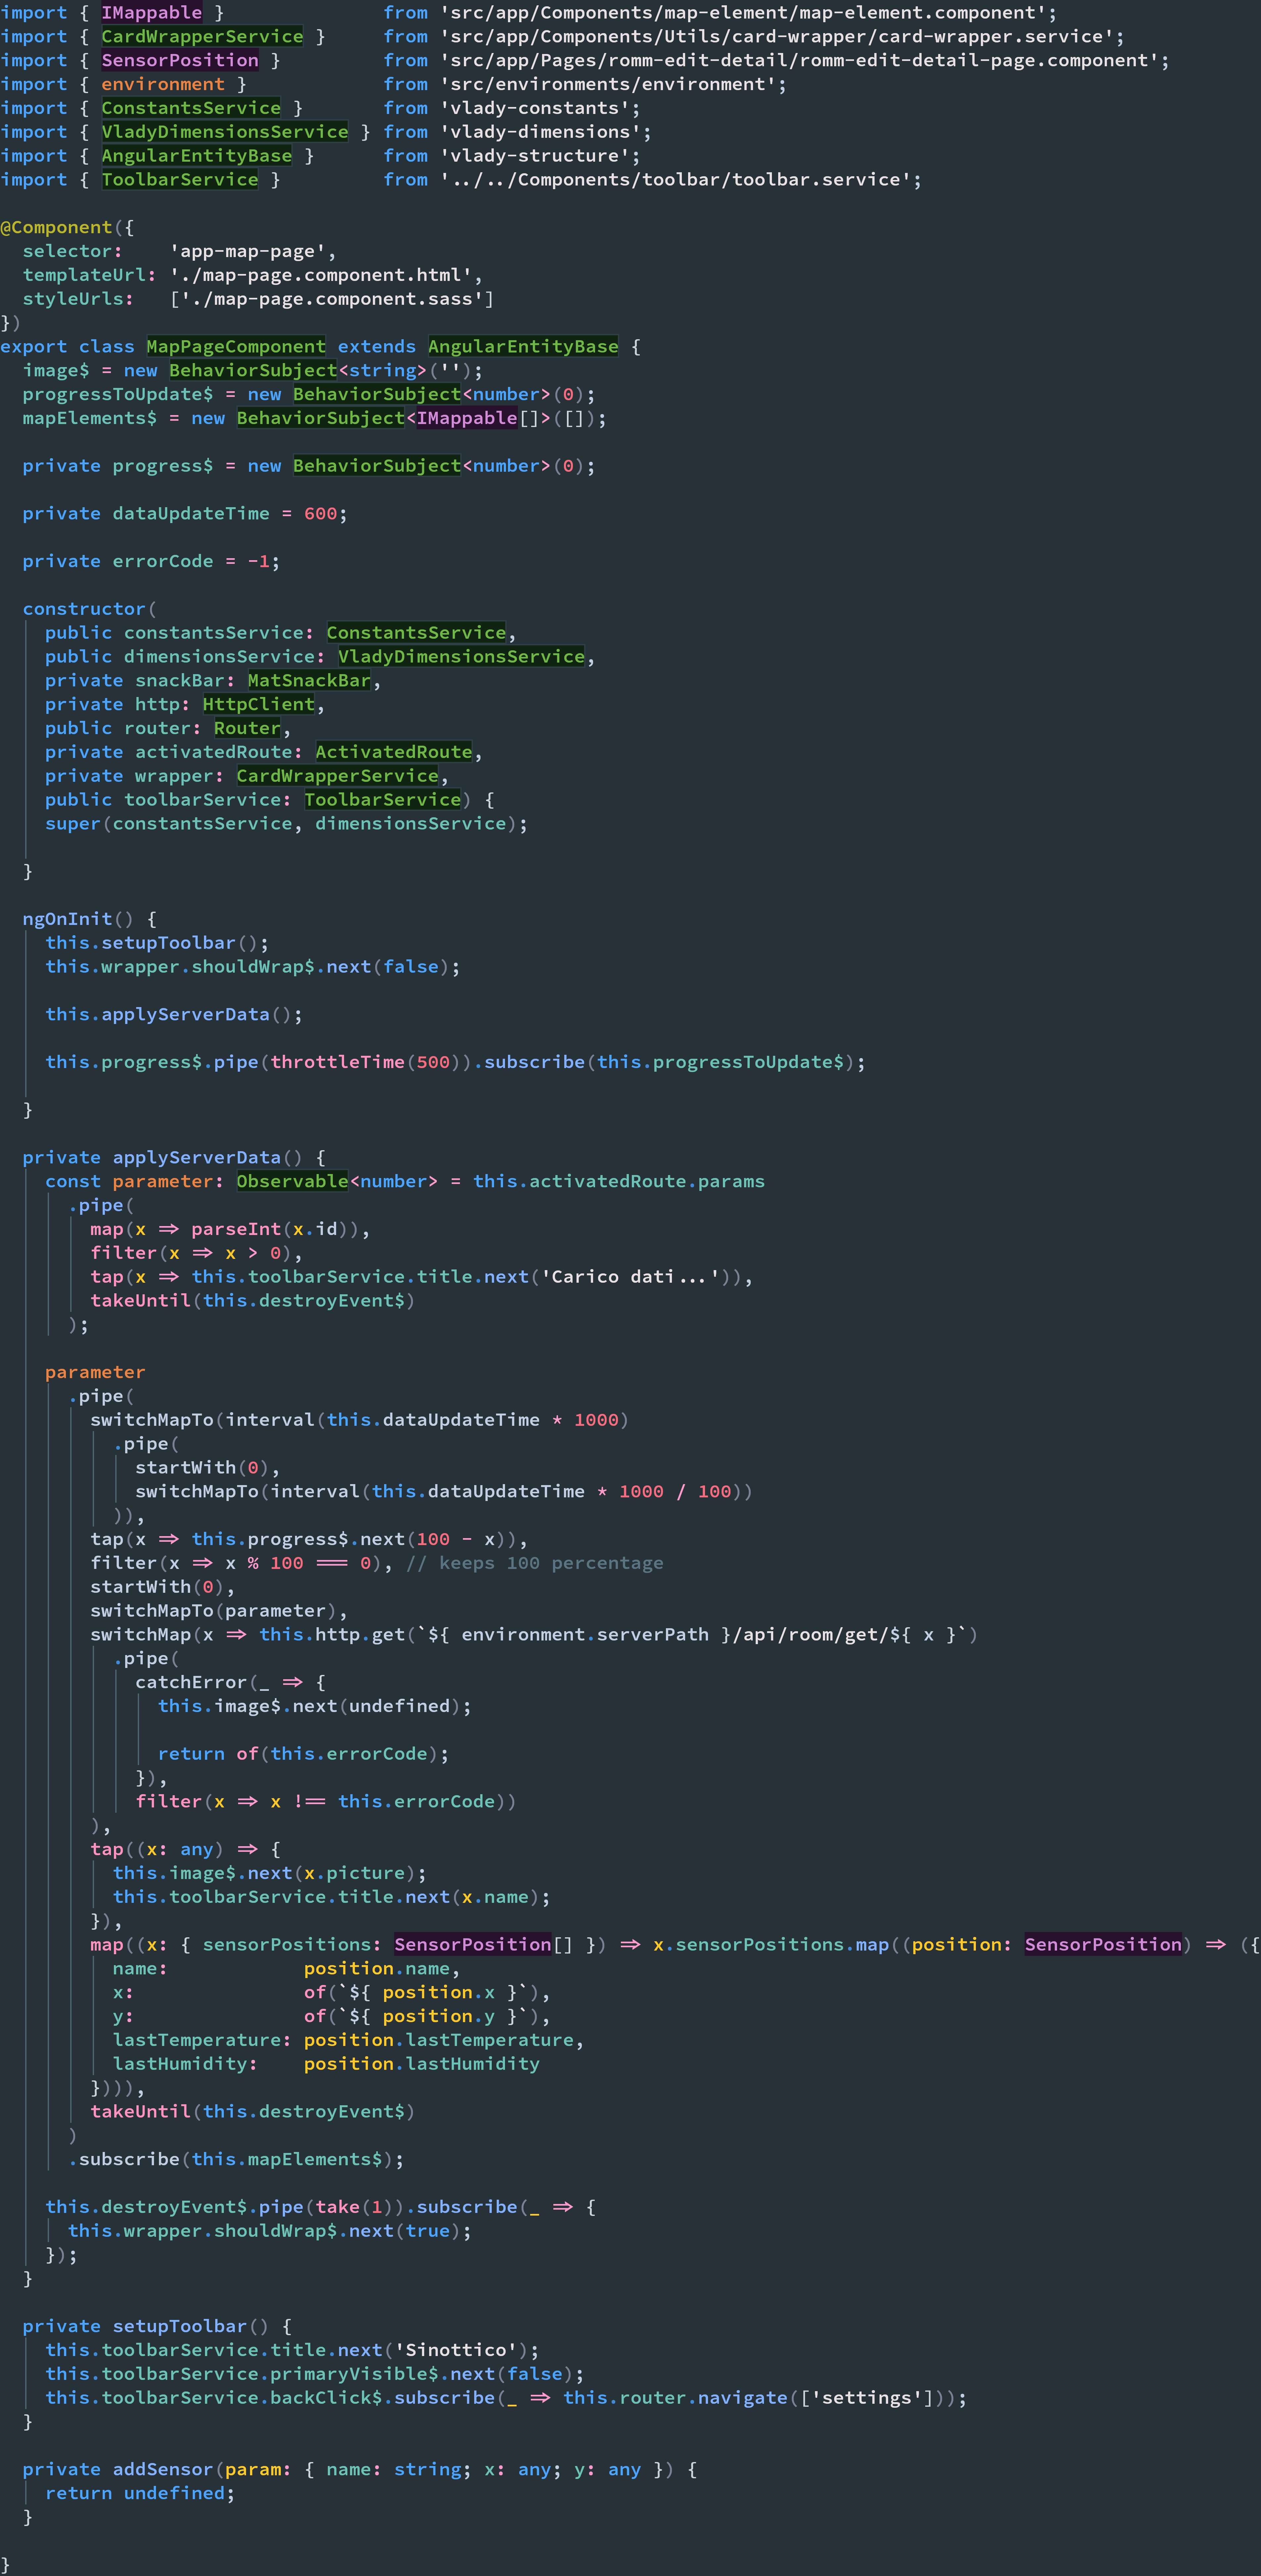 import { IMappable }              from 'src/app/Components/map-element/map-element.component';
import { CardWrapperService }     from 'src/app/Components/Utils/card-wrapper/card-wrapper.service';
import { SensorPosition }         from 'src/app/Pages/romm-edit-detail/romm-edit-detail-page.component';
import { environment }            from 'src/environments/environment';
import { ConstantsService }       from 'vlady-constants';
import { VladyDimensionsService } from 'vlady-dimensions';
import { AngularEntityBase }      from 'vlady-structure';
import { ToolbarService }         from '../../Components/toolbar/toolbar.service';

@Component({
  selector:    'app-map-page',
  templateUrl: './map-page.component.html',
  styleUrls:   ['./map-page.component.sass']
})
export class MapPageComponent extends AngularEntityBase {
  image$ = new BehaviorSubject<string>('');
  progressToUpdate$ = new BehaviorSubject<number>(0);
  mapElements$ = new BehaviorSubject<IMappable[]>([]);

  private progress$ = new BehaviorSubject<number>(0);

  private dataUpdateTime = 600;

  private errorCode = -1;

  constructor(
    public constantsService: ConstantsService,
    public dimensionsService: VladyDimensionsService,
    private snackBar: MatSnackBar,
    private http: HttpClient,
    public router: Router,
    private activatedRoute: ActivatedRoute,
    private wrapper: CardWrapperService,
    public toolbarService: ToolbarService) {
    super(constantsService, dimensionsService);

  }

  ngOnInit() {
    this.setupToolbar();
    this.wrapper.shouldWrap$.next(false);

    this.applyServerData();

    this.progress$.pipe(throttleTime(500)).subscribe(this.progressToUpdate$);

  }

  private applyServerData() {
    const parameter: Observable<number> = this.activatedRoute.params
      .pipe(
        map(x => parseInt(x.id)),
        filter(x => x > 0),
        tap(x => this.toolbarService.title.next('Carico dati...')),
        takeUntil(this.destroyEvent$)
      );

    parameter
      .pipe(
        switchMapTo(interval(this.dataUpdateTime * 1000)
          .pipe(
            startWith(0),
            switchMapTo(interval(this.dataUpdateTime * 1000 / 100))
          )),
        tap(x => this.progress$.next(100 - x)),
        filter(x => x % 100 === 0), // keeps 100 percentage
        startWith(0),
        switchMapTo(parameter),
        switchMap(x => this.http.get(`${ environment.serverPath }/api/room/get/${ x }`)
          .pipe(
            catchError(_ => {
              this.image$.next(undefined);

              return of(this.errorCode);
            }),
            filter(x => x !== this.errorCode))
        ),
        tap((x: any) => {
          this.image$.next(x.picture);
          this.toolbarService.title.next(x.name);
        }),
        map((x: { sensorPositions: SensorPosition[] }) => x.sensorPositions.map((position: SensorPosition) => ({
          name:            position.name,
          x:               of(`${ position.x }`),
          y:               of(`${ position.y }`),
          lastTemperature: position.lastTemperature,
          lastHumidity:    position.lastHumidity
        }))),
        takeUntil(this.destroyEvent$)
      )
      .subscribe(this.mapElements$);

    this.destroyEvent$.pipe(take(1)).subscribe(_ => {
      this.wrapper.shouldWrap$.next(true);
    });
  }

  private setupToolbar() {
    this.toolbarService.title.next('Sinottico');
    this.toolbarService.primaryVisible$.next(false);
    this.toolbarService.backClick$.subscribe(_ => this.router.navigate(['settings']));
  }

  private addSensor(param: { name: string; x: any; y: any }) {
    return undefined;
  }

}